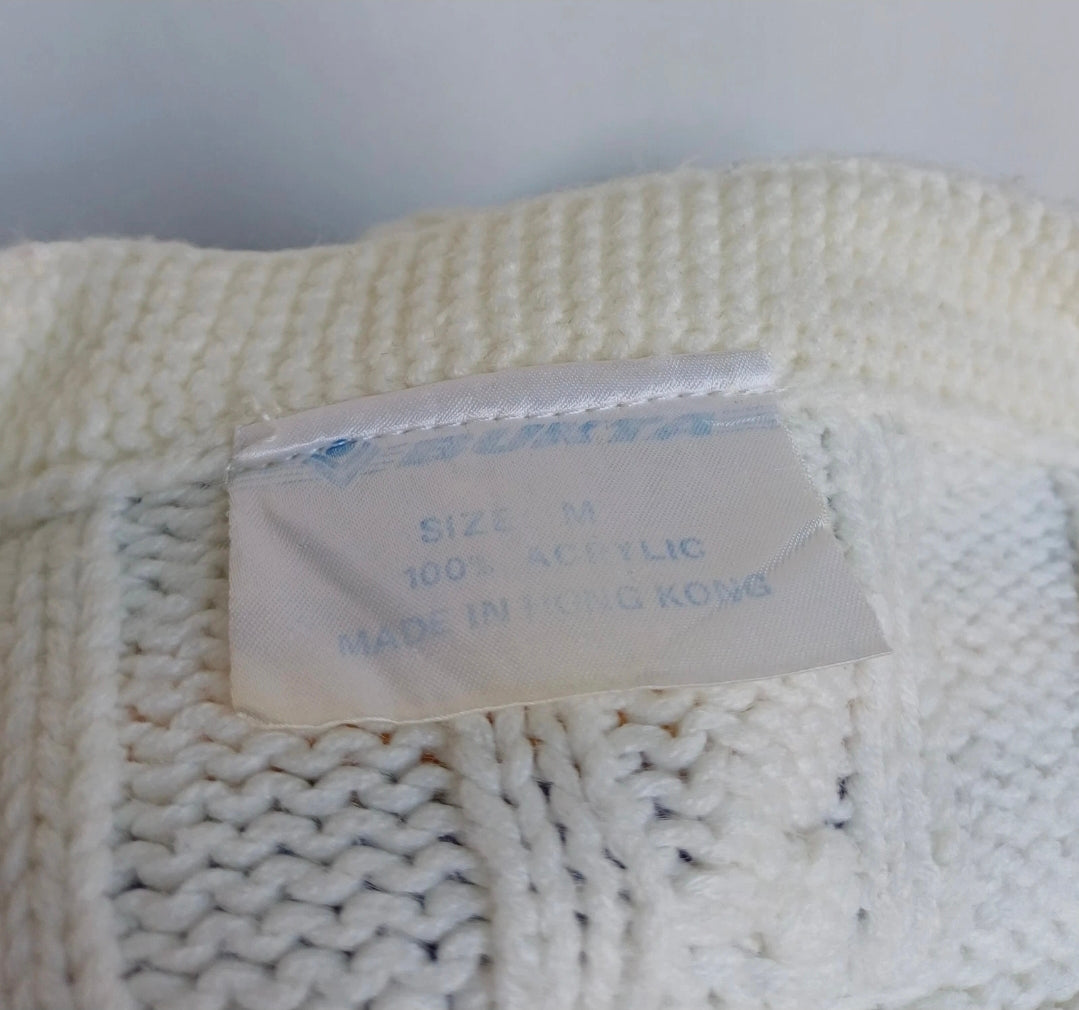 SIZE M
100% ACRYLIC
MADE IN HONG KONG